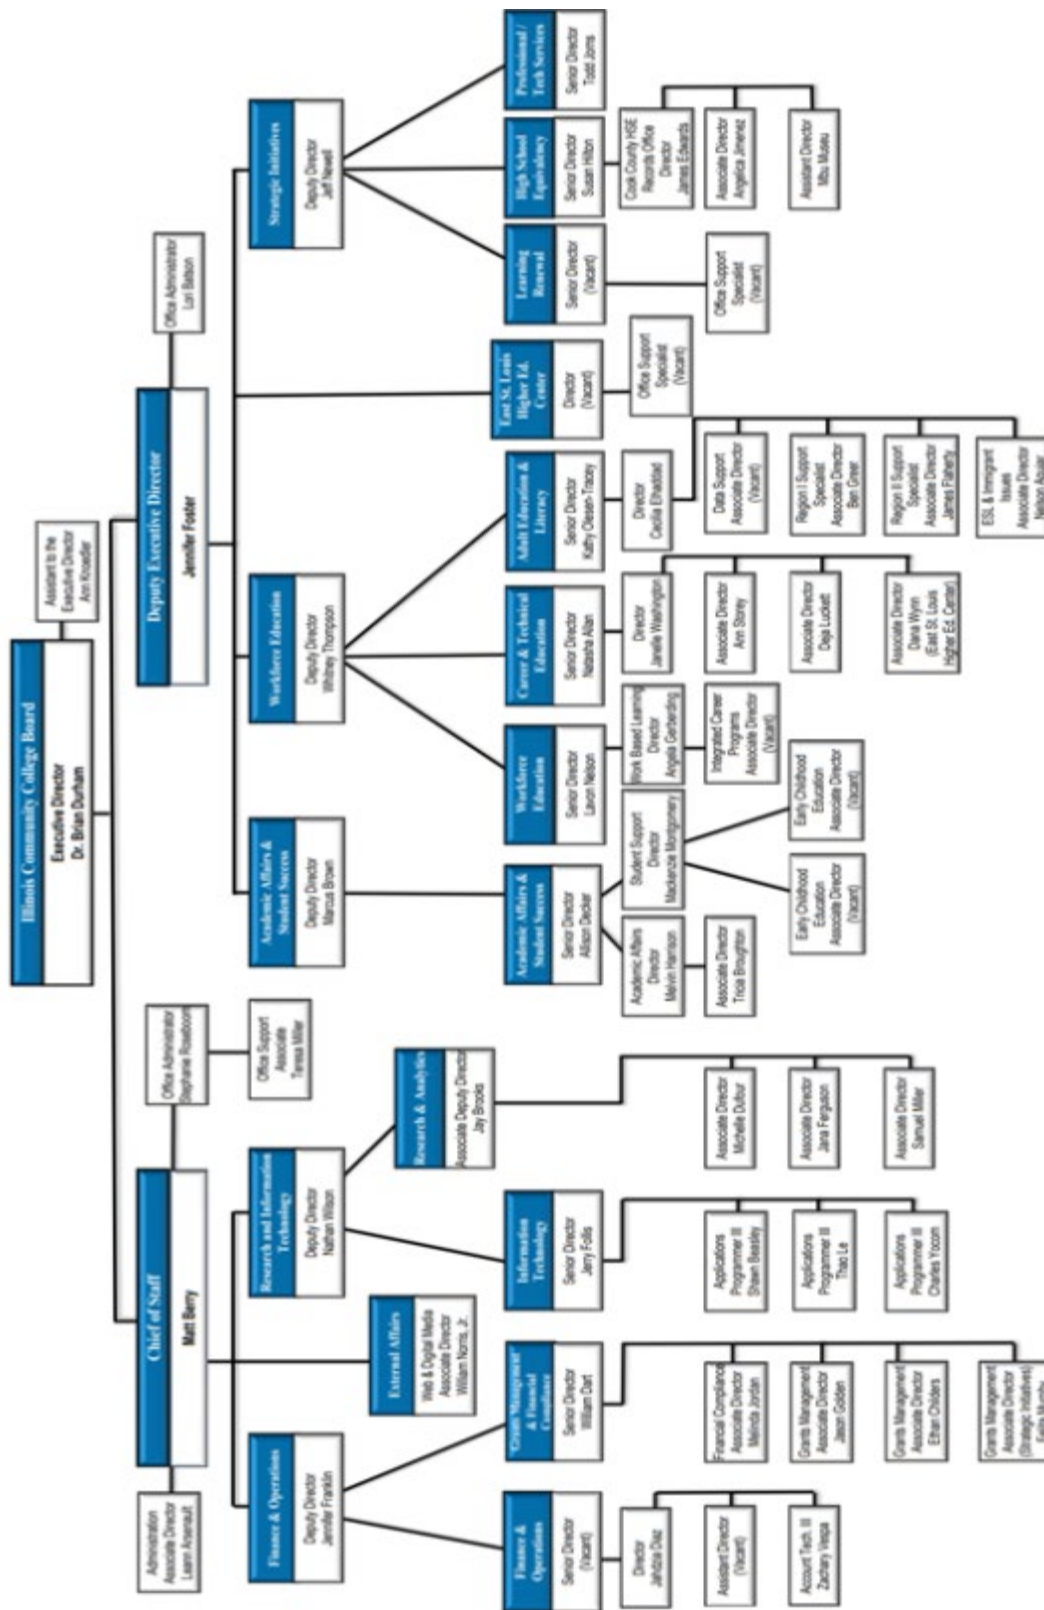 Illinois Community College Board
Executive Director
Dr. Brian Durham
Assistant to the
Executive Director
Ann Knoedler
Chief of Staff
Matt Berry
Administration
Associate Director
Leann Arsenault
Office Administrator
Stephanie Roseboom
Office Support
Associate
Teresa Miller
Deputy Executive Director
Jennifer Foster
Office Administrator
Lori Batson
Finance & Operations
Deputy Director
Jennifer Franklin
External Affairs
Web & Digital Media
Associate Director
William Norris, Jr.
Research and Information
Technology
Deputy Director
Nathan Wilson
Research & Analytics
Associate Deputy Director
Jay Brooks
Academic Affairs &
Student Success
Deputy Director
Marcus Brown
Workforce Education
Deputy Director
Whitney Thompson
Strategic Initiatives
Deputy Director
Jeff Newell
Finance &
Operations
Senior Director
(Vacant)
Director
Diaz
Assistant Director
(Vacant)
Account Tech. III
Zachary Vespa
Grants Management
& Financial
Compliance
Senior Director
William Dart
Financial Compliance
Associate Director
Melinda Jordan
Grants Management
Associate Director
Jason Golden
Grants Management
Associate Director
Ethan Childers
Grants Management
Associate Director
(Strategic Initiatives)
Information
Technology
Senior Director
Jerry Follis
Applications
Programmer III
Shawn Beasley
Applications
Programmer III
Thao Le
Applications
Programmer III
Charles Yocom
Associate Director
Michelle Dufour
Associate Director
Jana Ferguson
Associate Director
Samuel Miller
Academic Affairs &
Student Success
Senior Director
Allison Decker
Academic Affairs
Director
Melvin Harrison
Associate Director
Tricia Broughton
Student Support
Director
Mackenzie Montgomery
Early Childhood
Education
Associate Director
(Vacant)
Early Childhood
Education
Associate Director
(Vacant)
Workforce
Education
Senior Director
Lavon Nelson
Work Based Learning
Director
Angela Gerberding
Integrated Career
Programs
Associate Director
(Vacant)
Career & Technical
Education
Senior Director
Natasha Allan
Director
Janelle Washington
Associate Director
Ann Storey
Associate Director
Deja Luckett
Associate Director
Dana Wynn
(East St. Louis
Higher Ed. Center)
Adult Education &
Literacy
Senior Director
Kathy Olesen-Tracey
Director
Cecilia Elhaddad
Data Support
Associate Director
(Vacant)
Region I Support
Specialist
Associate Director
Ben Greer
Region II Support
Specialist
Associate Director
James Flaherty
ESL & Immigrant
Issues
Associate Director
Nelson Aguiar
East St. Louis
Higher Ed.
Center
Director
(Vacant)
Office Support
Specialist
(Vacant)
Learning
Renewal
Senior Director
(Vacant)
Office Support
Specialist
(Vacant)
High School
Equivalency
Senior Director
Susan Hilton
Cook County HSE
Records Office
Director
James Edwards
Associate Director
Angelica Jimenez
Assistant Director
Mbu Museu
Professional /
Tech Services
Senior Director
Todd Jorns